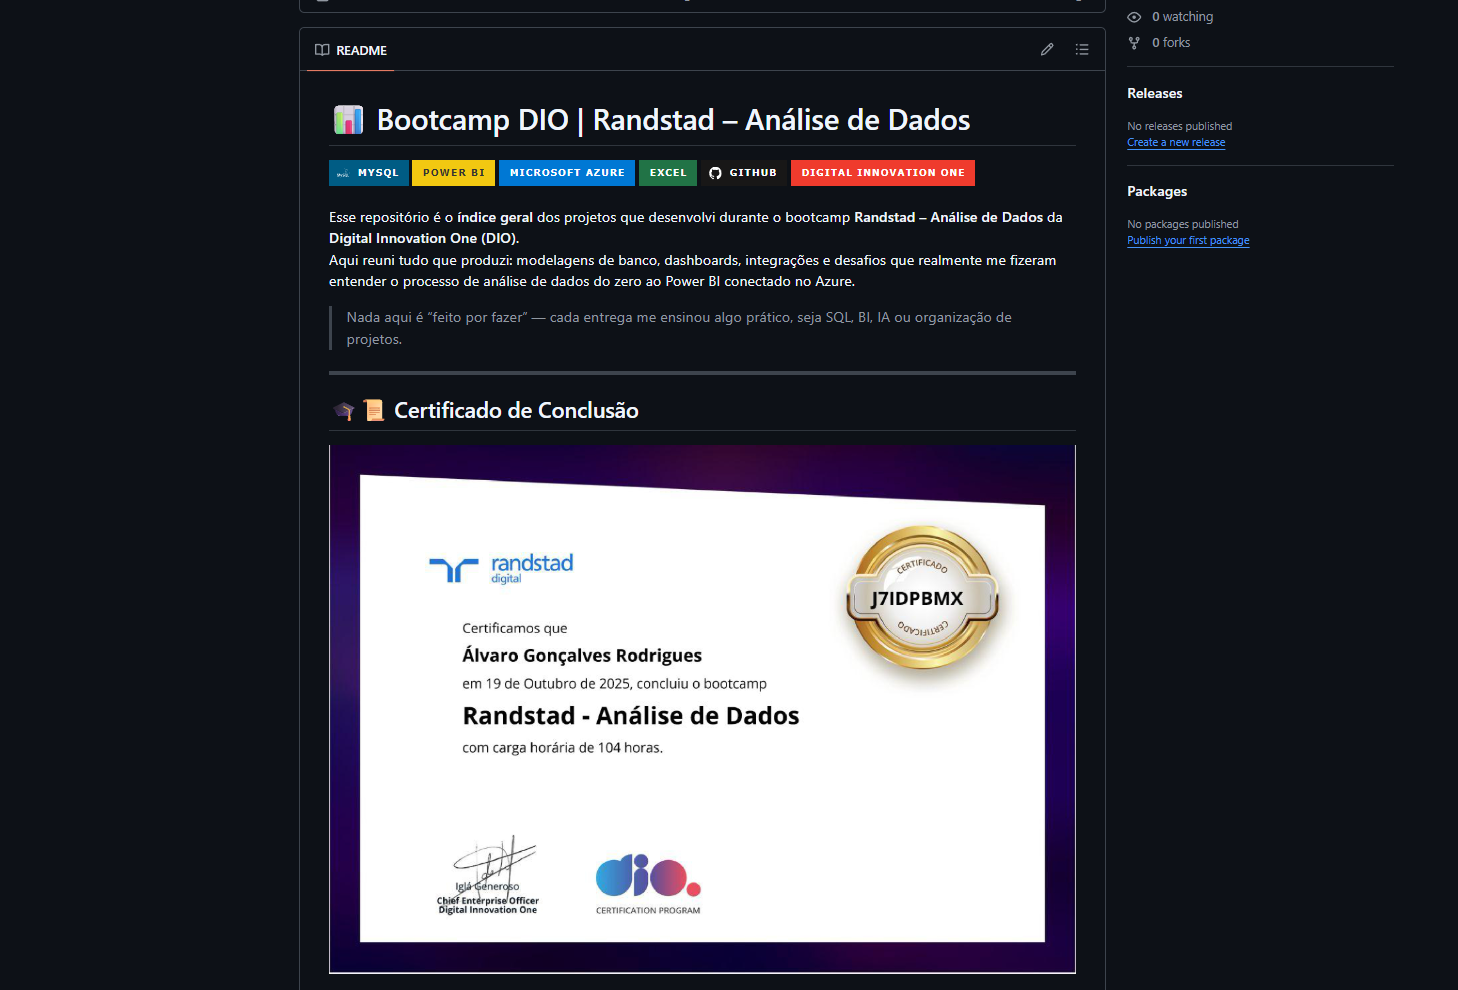 0 watching
0 forks
README
Releases
No releases published
Create a new release
Packages
No packages published
Publish your first package
Bootcamp DIO | Randstad – Análise de Dados
MYSQL POWER BI MICROSOFT AZURE EXCEL GITHUB DIGITAL INNOVATION ONE
Esse repositório é o índice geral dos projetos que desenvolvi durante o bootcamp Randstad – Análise de Dados da
Digital Innovation One (DIO).
Aqui reuni tudo que produzi: modelagens de banco, dashboards, integrações e desafios que realmente me fizeram
entender o processo de análise de dados do zero ao Power BI conectado no Azure.
Nada aqui é “feito por fazer” — cada entrega me ensinou algo prático, seja SQL, BI, IA ou organização de
projetos.
Certificado de Conclusão
randstad
digital
CERTIFICADO
J7IDPBMX
CERTIFICADO
Certificamos que
Álvaro Gonçalves Rodrigues
em 19 de Outubro de 2025, concluiu o bootcamp
Randstad - Análise de Dados
com carga horária de 104 horas.
Iglá Generoso
Chief Enterprise Officer
Digital Innovation One
dio.
CERTIFICATION PROGRAM